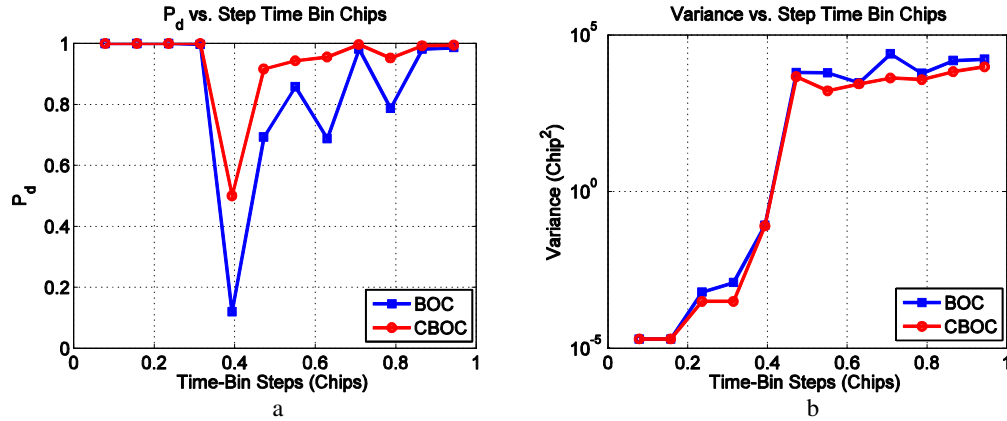 P_d vs. Step Time Bin Chips
1
0.8
0.6
0.4
0.2
0
P_d
0
0.2
0.4
0.6
0.8
1
Time-Bin Steps (Chips)
BOC
CBOC
a
Variance vs. Step Time Bin Chips
10^5
10^0
10^-5
Variance (Chip^2)
0
0.2
0.4
0.6
0.8
1
Time-Bin Steps (Chips)
BOC
CBOC
b